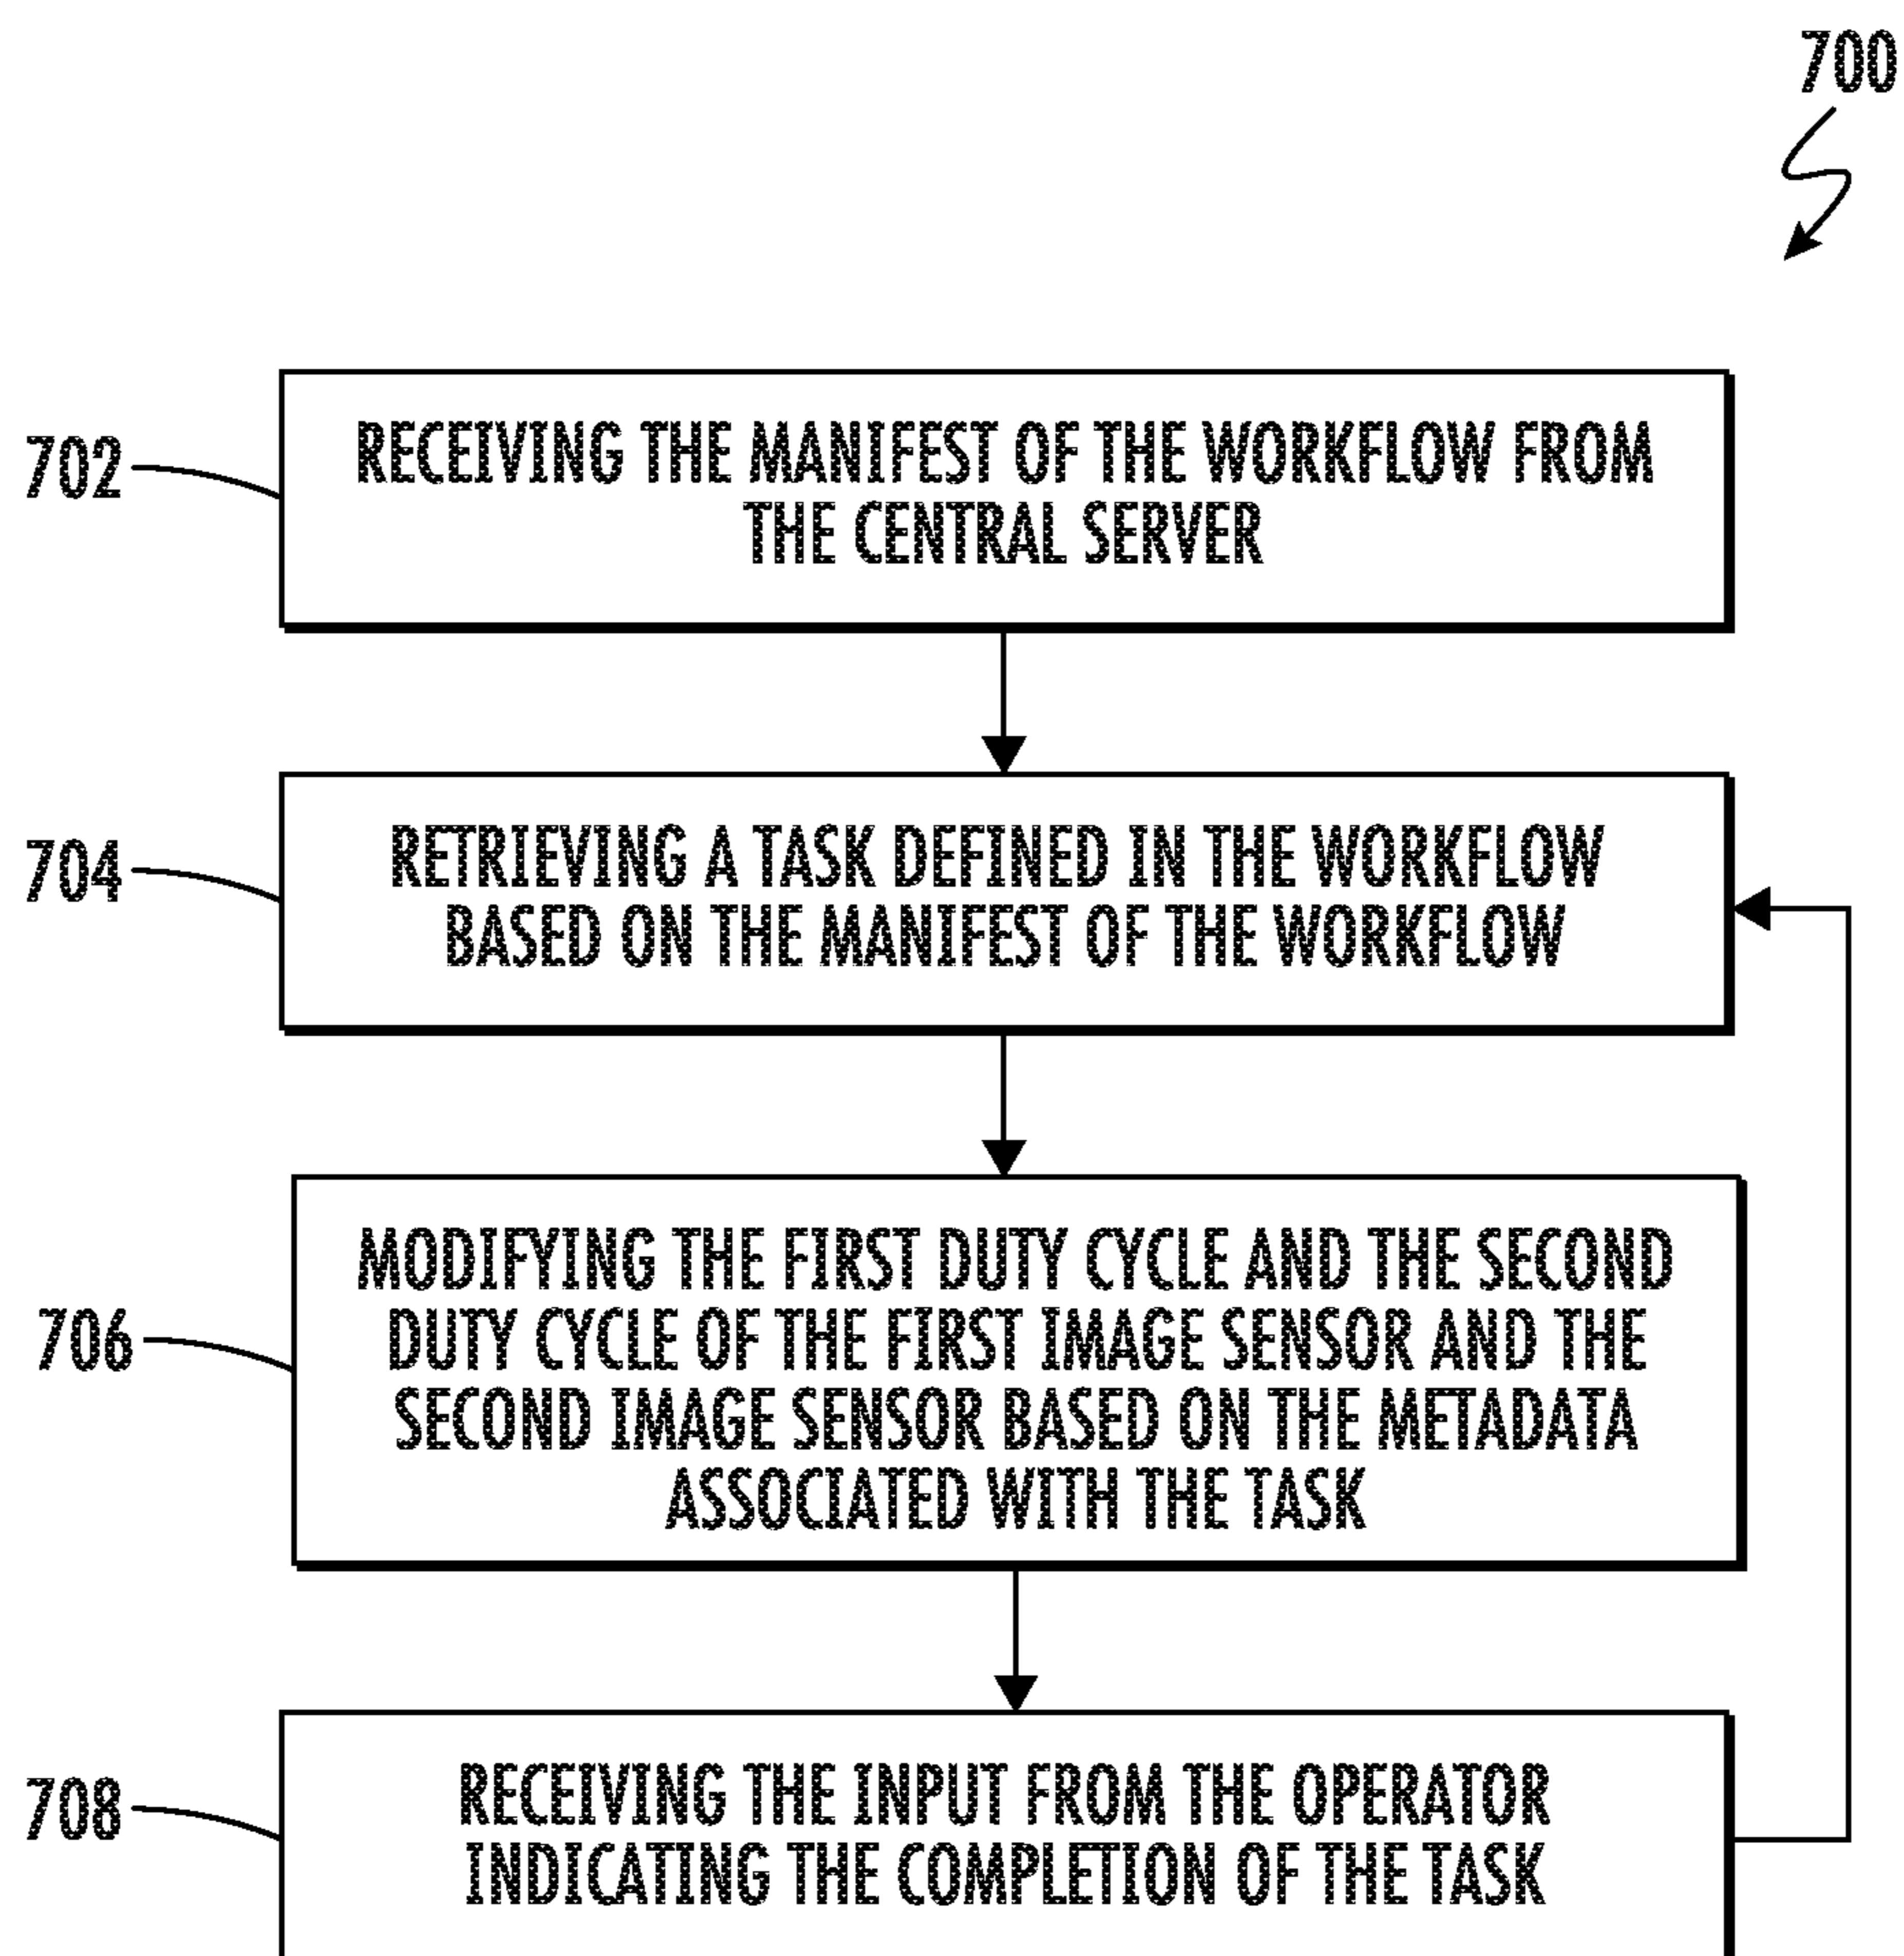 700
702
RECEIVING THE MANIFEST OF THE WORKFLOW FROM
THE CENTRAL SERVER
704
RETRIEVING A TASK DEFINED IN THE WORKFLOW
BASED ON THE MANIFEST OF THE WORKFLOW
706
MODIFYING THE FIRST DUTY CYCLE AND THE SECOND
DUTY CYCLE OF THE FIRST IMAGE SENSOR AND THE
SECOND IMAGE SENSOR BASED ON THE METADATA
ASSOCIATED WITH THE TASK
708
RECEIVING THE INPUT FROM THE OPERATOR
INDICATING THE COMPLETION OF THE TASK